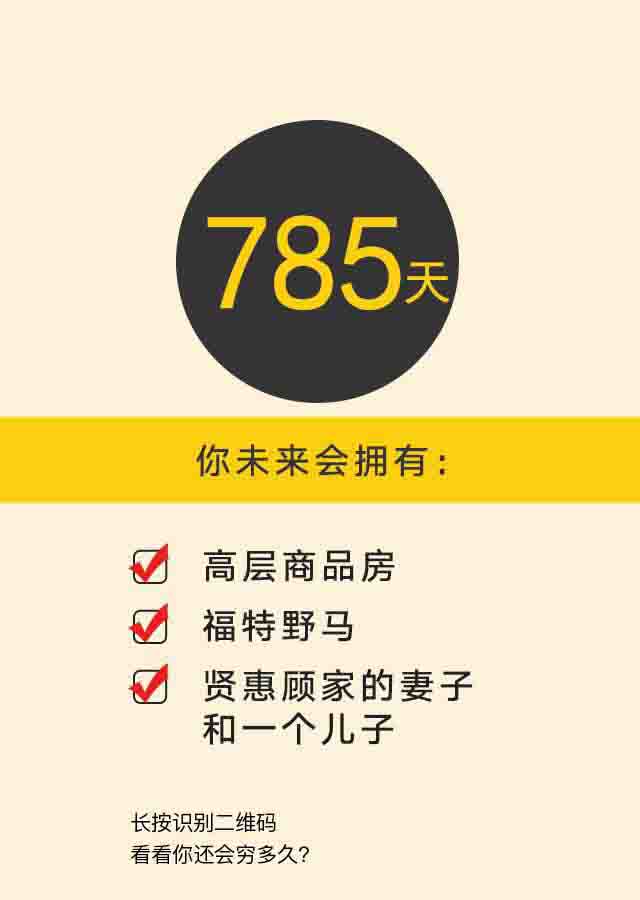 785天
你未来会拥有:
高层商品房
福特野马
贤惠顾家的妻子
和一个儿子
长按识别二维码
看看你还会穷多久?